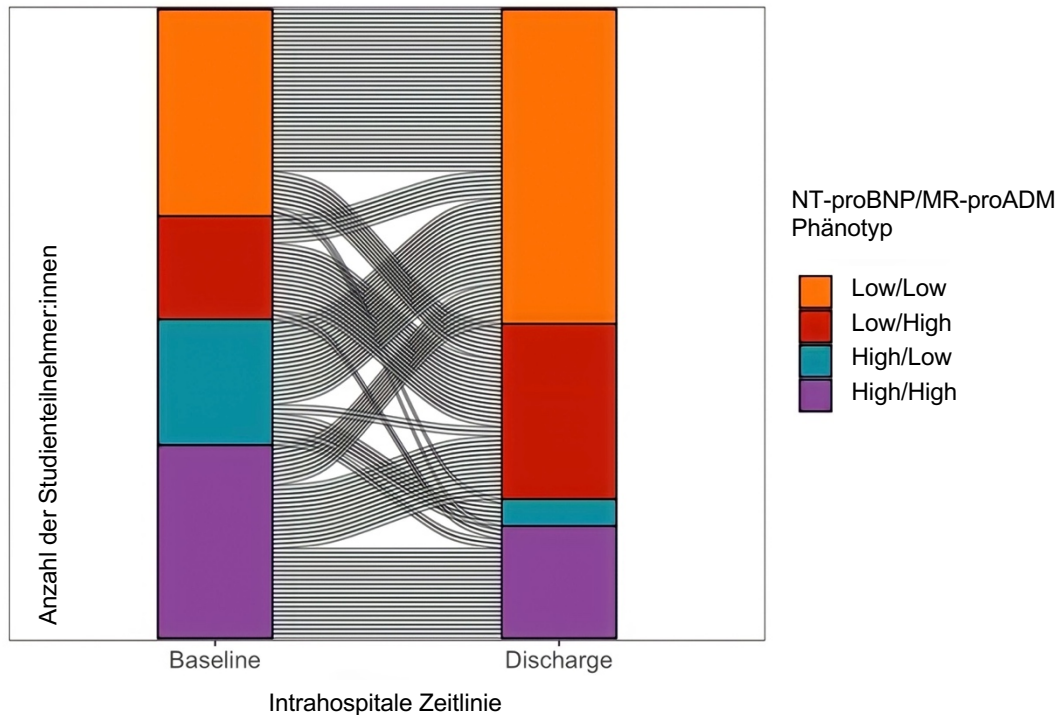 Anzahl der Studienteilnehmer:innen
Baseline
Discharge
Intrahospitale Zeitlinie
NT-proBNP/MR-proADM
Phänotyp
Low/Low
Low/High
High/Low
High/High